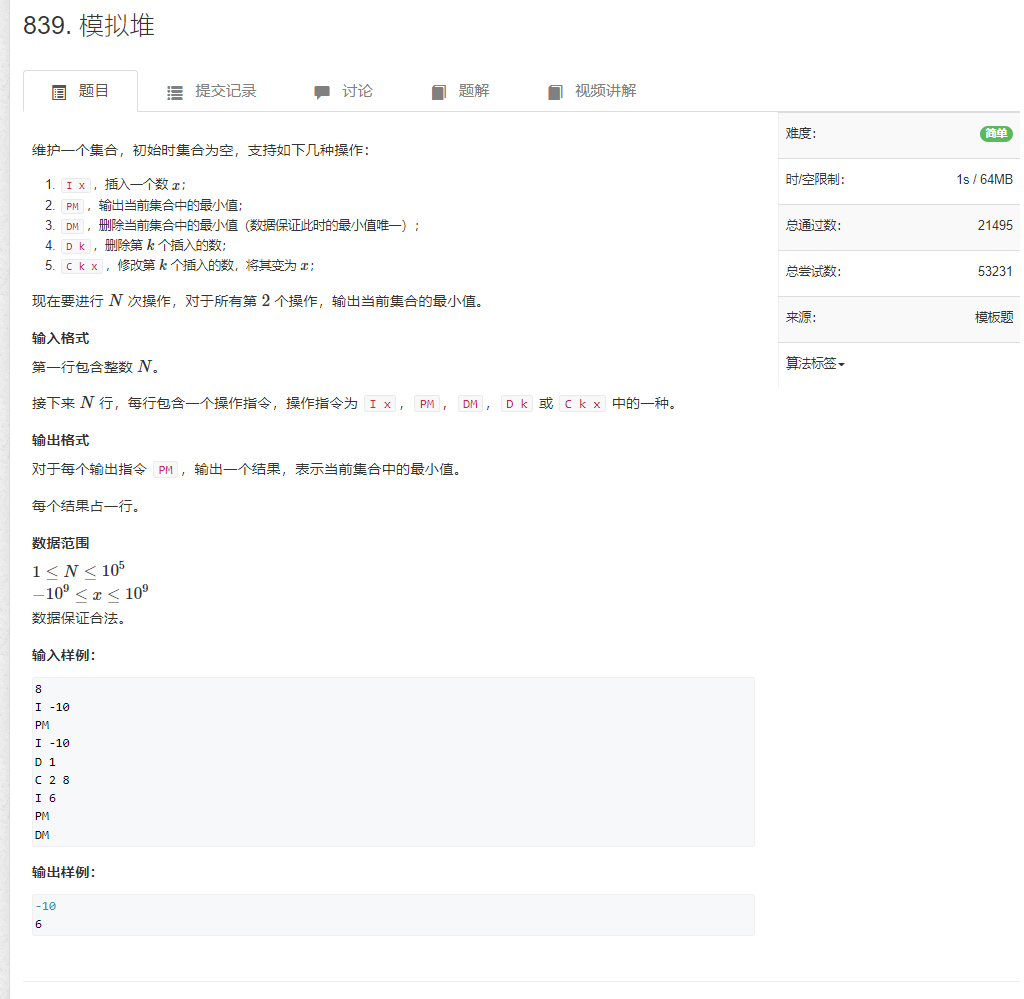 839. 模拟堆
题目 提交记录 讨论 题解 视频讲解
维护一个集合，初始时集合为空，支持如下几种操作：
1. I x，插入一个数 x；
2. PM，输出当前集合中的最小值；
3. DM，删除当前集合中的最小值（数据保证此时的最小值唯一）；
4. D k，删除第 k 个插入的数；
5. C k x，修改第 k 个插入的数，将其变为 x；
现在要进行 N 次操作，对于所有第 2 个操作，输出当前集合的最小值。
输入格式
第一行包含整数 N。
接下来 N 行，每行包含一个操作指令，操作指令为 I x，PM，DM，D k 或 C k x 中的一种。
输出格式
对于每个输出指令 PM，输出一个结果，表示当前集合中的最小值。
每个结果占一行。
数据范围
1 ≤ N ≤ 10⁵
−10⁹ ≤ x ≤ 10⁹
数据保证合法。
输入样例：
8
I -10
PM
I -10
D 1
C 2 8
I 6
PM
DM
输出样例：
-10
6
难度： 简单
时/空限制： 1s / 64MB
总通过数： 21495
总尝试数： 53231
来源： 模板题
算法标签